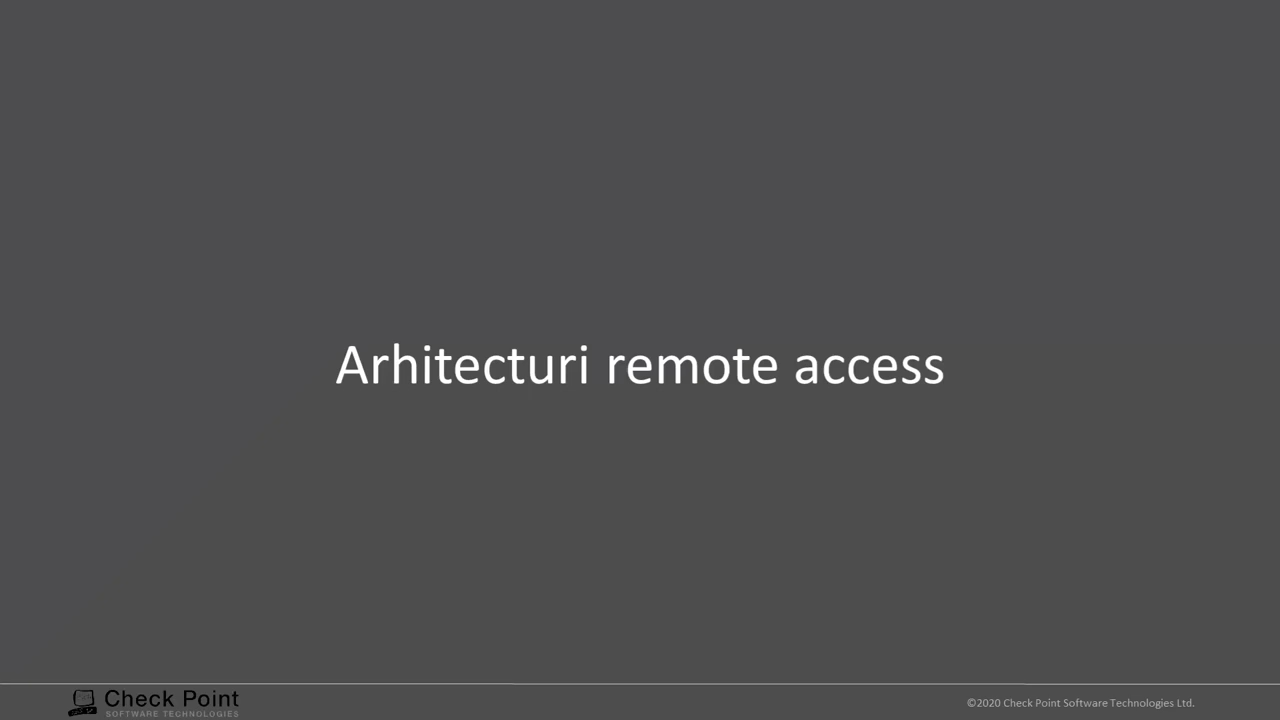 Arhitecturi remote access
Check Point
SOFTWARE TECHNOLOGIES
©2020 Check Point Software Technologies Ltd.